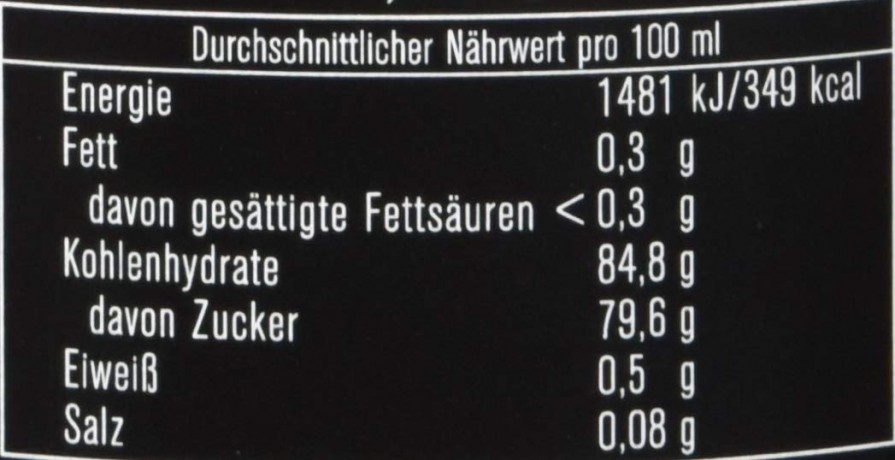 Durchschnittlicher Nährwert pro 100 ml
Energie 1481 kJ/349 kcal
Fett 0,3 g
davon gesättigte Fettsäuren < 0,3 g
Kohlenhydrate 84,8 g
davon Zucker 79,6 g
Eiweiß 0,5 g
Salz 0,08 g